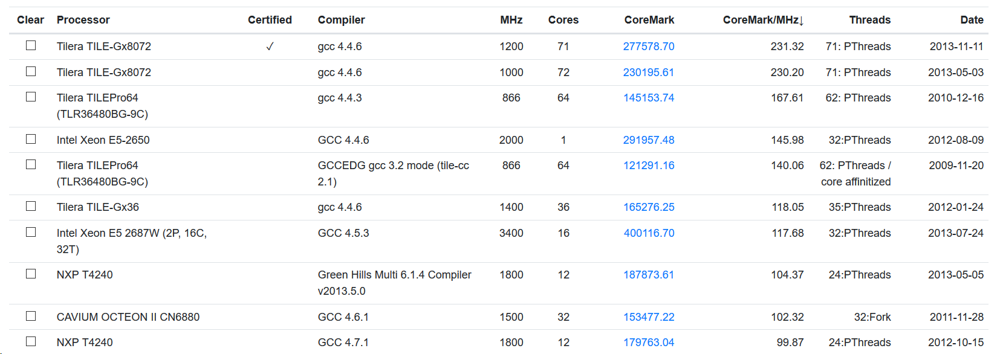 Clear Processor Certified Compiler MHz Cores CoreMark CoreMark/MHz↓ Threads Date
Tilera TILE-Gx8072 ✓ gcc 4.4.6 1200 71 277578.70 231.32 71: PThreads 2013-11-11
Tilera TILE-Gx8072 gcc 4.4.6 1000 72 230195.61 230.20 71: PThreads 2013-05-03
Tilera TILEPro64 gcc 4.4.3 866 64 145153.74 167.61 62: PThreads 2010-12-16
(TLR36480BG-9C)
Intel Xeon E5-2650 GCC 4.4.6 2000 1 291957.48 145.98 32:PThreads 2012-08-09
Tilera TILEPro64 GCCEDG gcc 3.2 mode (tile-cc 866 64 121291.16 140.06 62: PThreads / 2009-11-20
(TLR36480BG-9C) 2.1) core affinitized
Tilera TILE-Gx36 gcc 4.4.6 1400 36 165276.25 118.05 35:PThreads 2012-01-24
Intel Xeon E5 2687W (2P, 16C, GCC 4.5.3 3400 16 400116.70 117.68 32:PThreads 2013-07-24
32T)
NXP T4240 Green Hills Multi 6.1.4 Compiler 1800 12 187873.61 104.37 24:PThreads 2013-05-05
v2013.5.0
CAVIUM OCTEON II CN6880 GCC 4.6.1 1500 32 153477.22 102.32 32:Fork 2011-11-28
NXP T4240 GCC 4.7.1 1800 12 179763.04 99.87 24:PThreads 2012-10-15